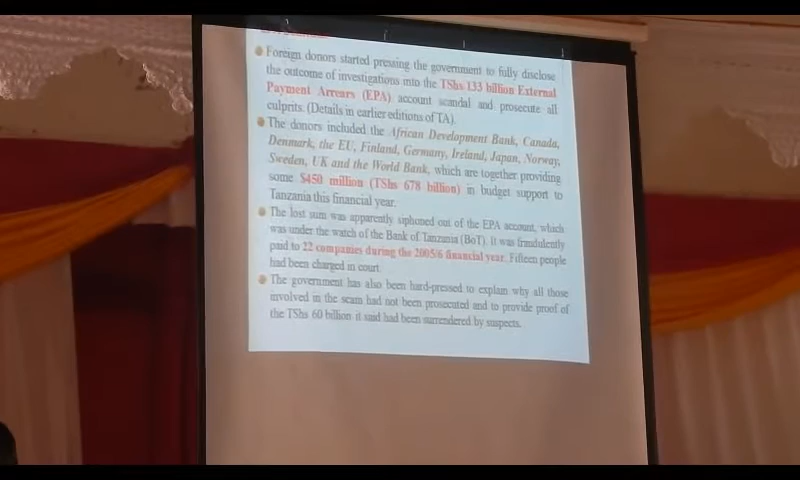 Foreign donors started pressing the government to fully disclose
the outcome of investigations into the TShs 133 billion External
Payment Arrears (EPA) account scandal and prosecute all
culprits. (Details in earlier editions of TA).
The donors included the African Development Bank, Canada,
Denmark, the EU, Finland, Germany, Ireland, Japan, Norway,
Sweden, UK and the World Bank, which are together providing
some $450 million (TShs 678 billion) in budget support to
Tanzania this financial year.
The lost sum was apparently siphoned out of the EPA account, which
was under the watch of the Bank of Tanzania (BoT). It was fraudulently
paid to 22 companies during the 2005/6 financial year. Fifteen people
had been charged in court.
The government has also been hard-pressed to explain why all those
involved in the scam had not been prosecuted and to provide proof of
the TShs 60 billion it said had been surrendered by suspects.